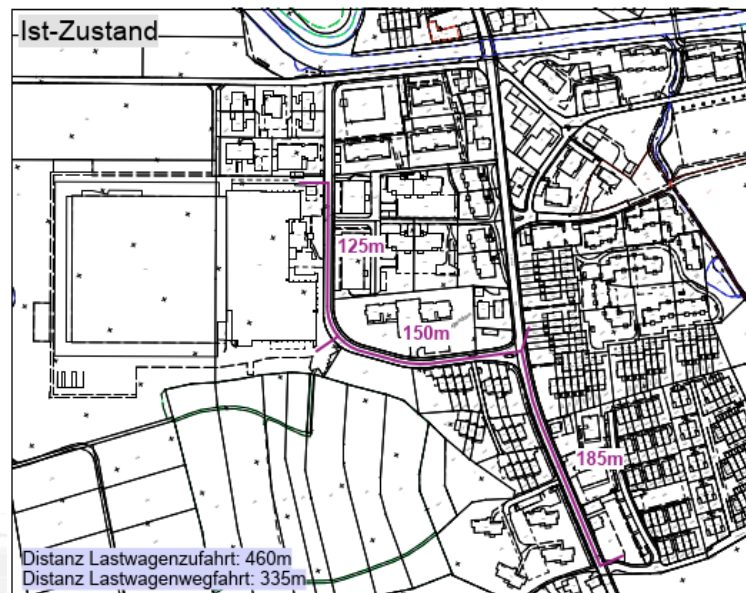 Ist-Zustand
125m
150m
185m
Distanz Lastwagenzufahrt: 460m
Distanz Lastwagenwegfahrt: 335m